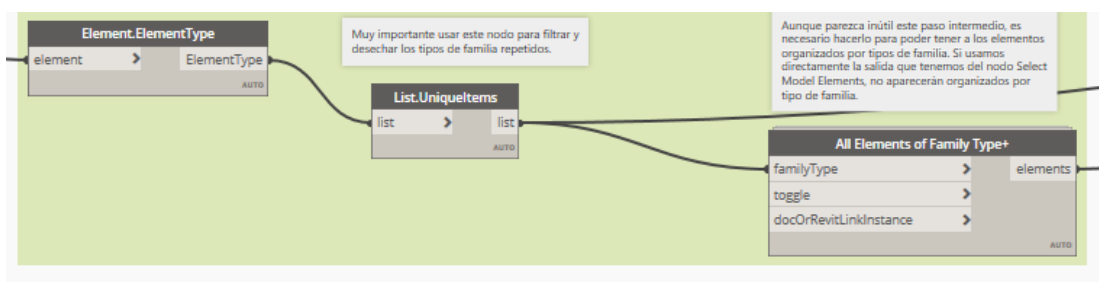 Element.ElementType
element > ElementType
AUTO
Muy importante usar este nodo para filtrar y
desechar los tipos de familia repetidos.
List.UniqueItems
list > list
AUTO
Aunque parezca inútil este paso intermedio, es
necesario hacerlo para poder tener a los elementos
organizados por tipos de familia. Si usamos
directamente la salida que tenemos del nodo Select
Model Elements, no aparecerán organizados por
tipo de familia.
All Elements of Family Type+
familyType > elements
toggle >
docOrRevitLinkInstance >
AUTO